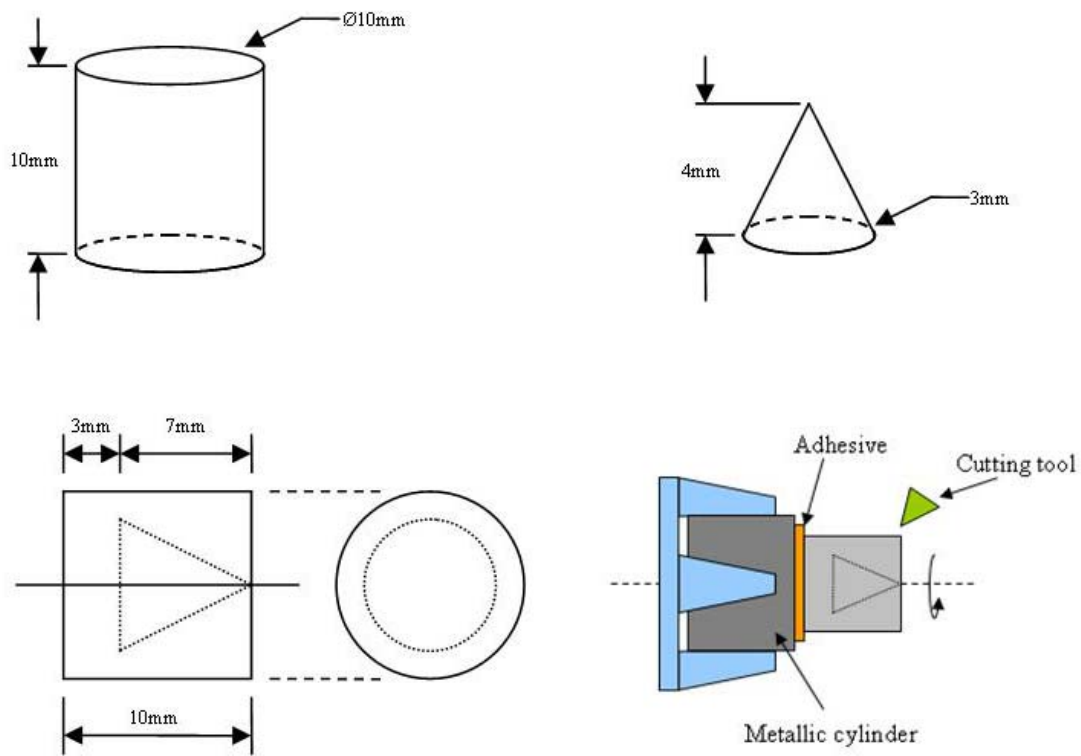 Ø10mm
10mm
4mm
3mm
3mm
7mm
10mm
Adhesive
Cutting tool
Metallic cylinder